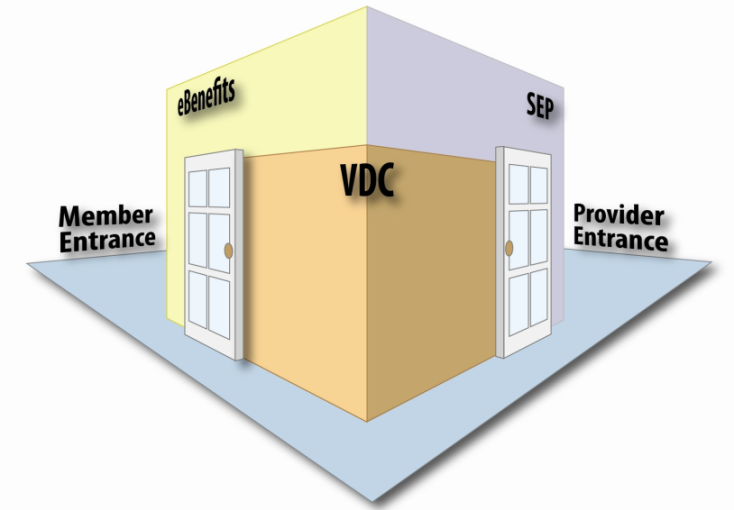 eBenefits
SEP
VDC
Member
Entrance
Provider
Entrance